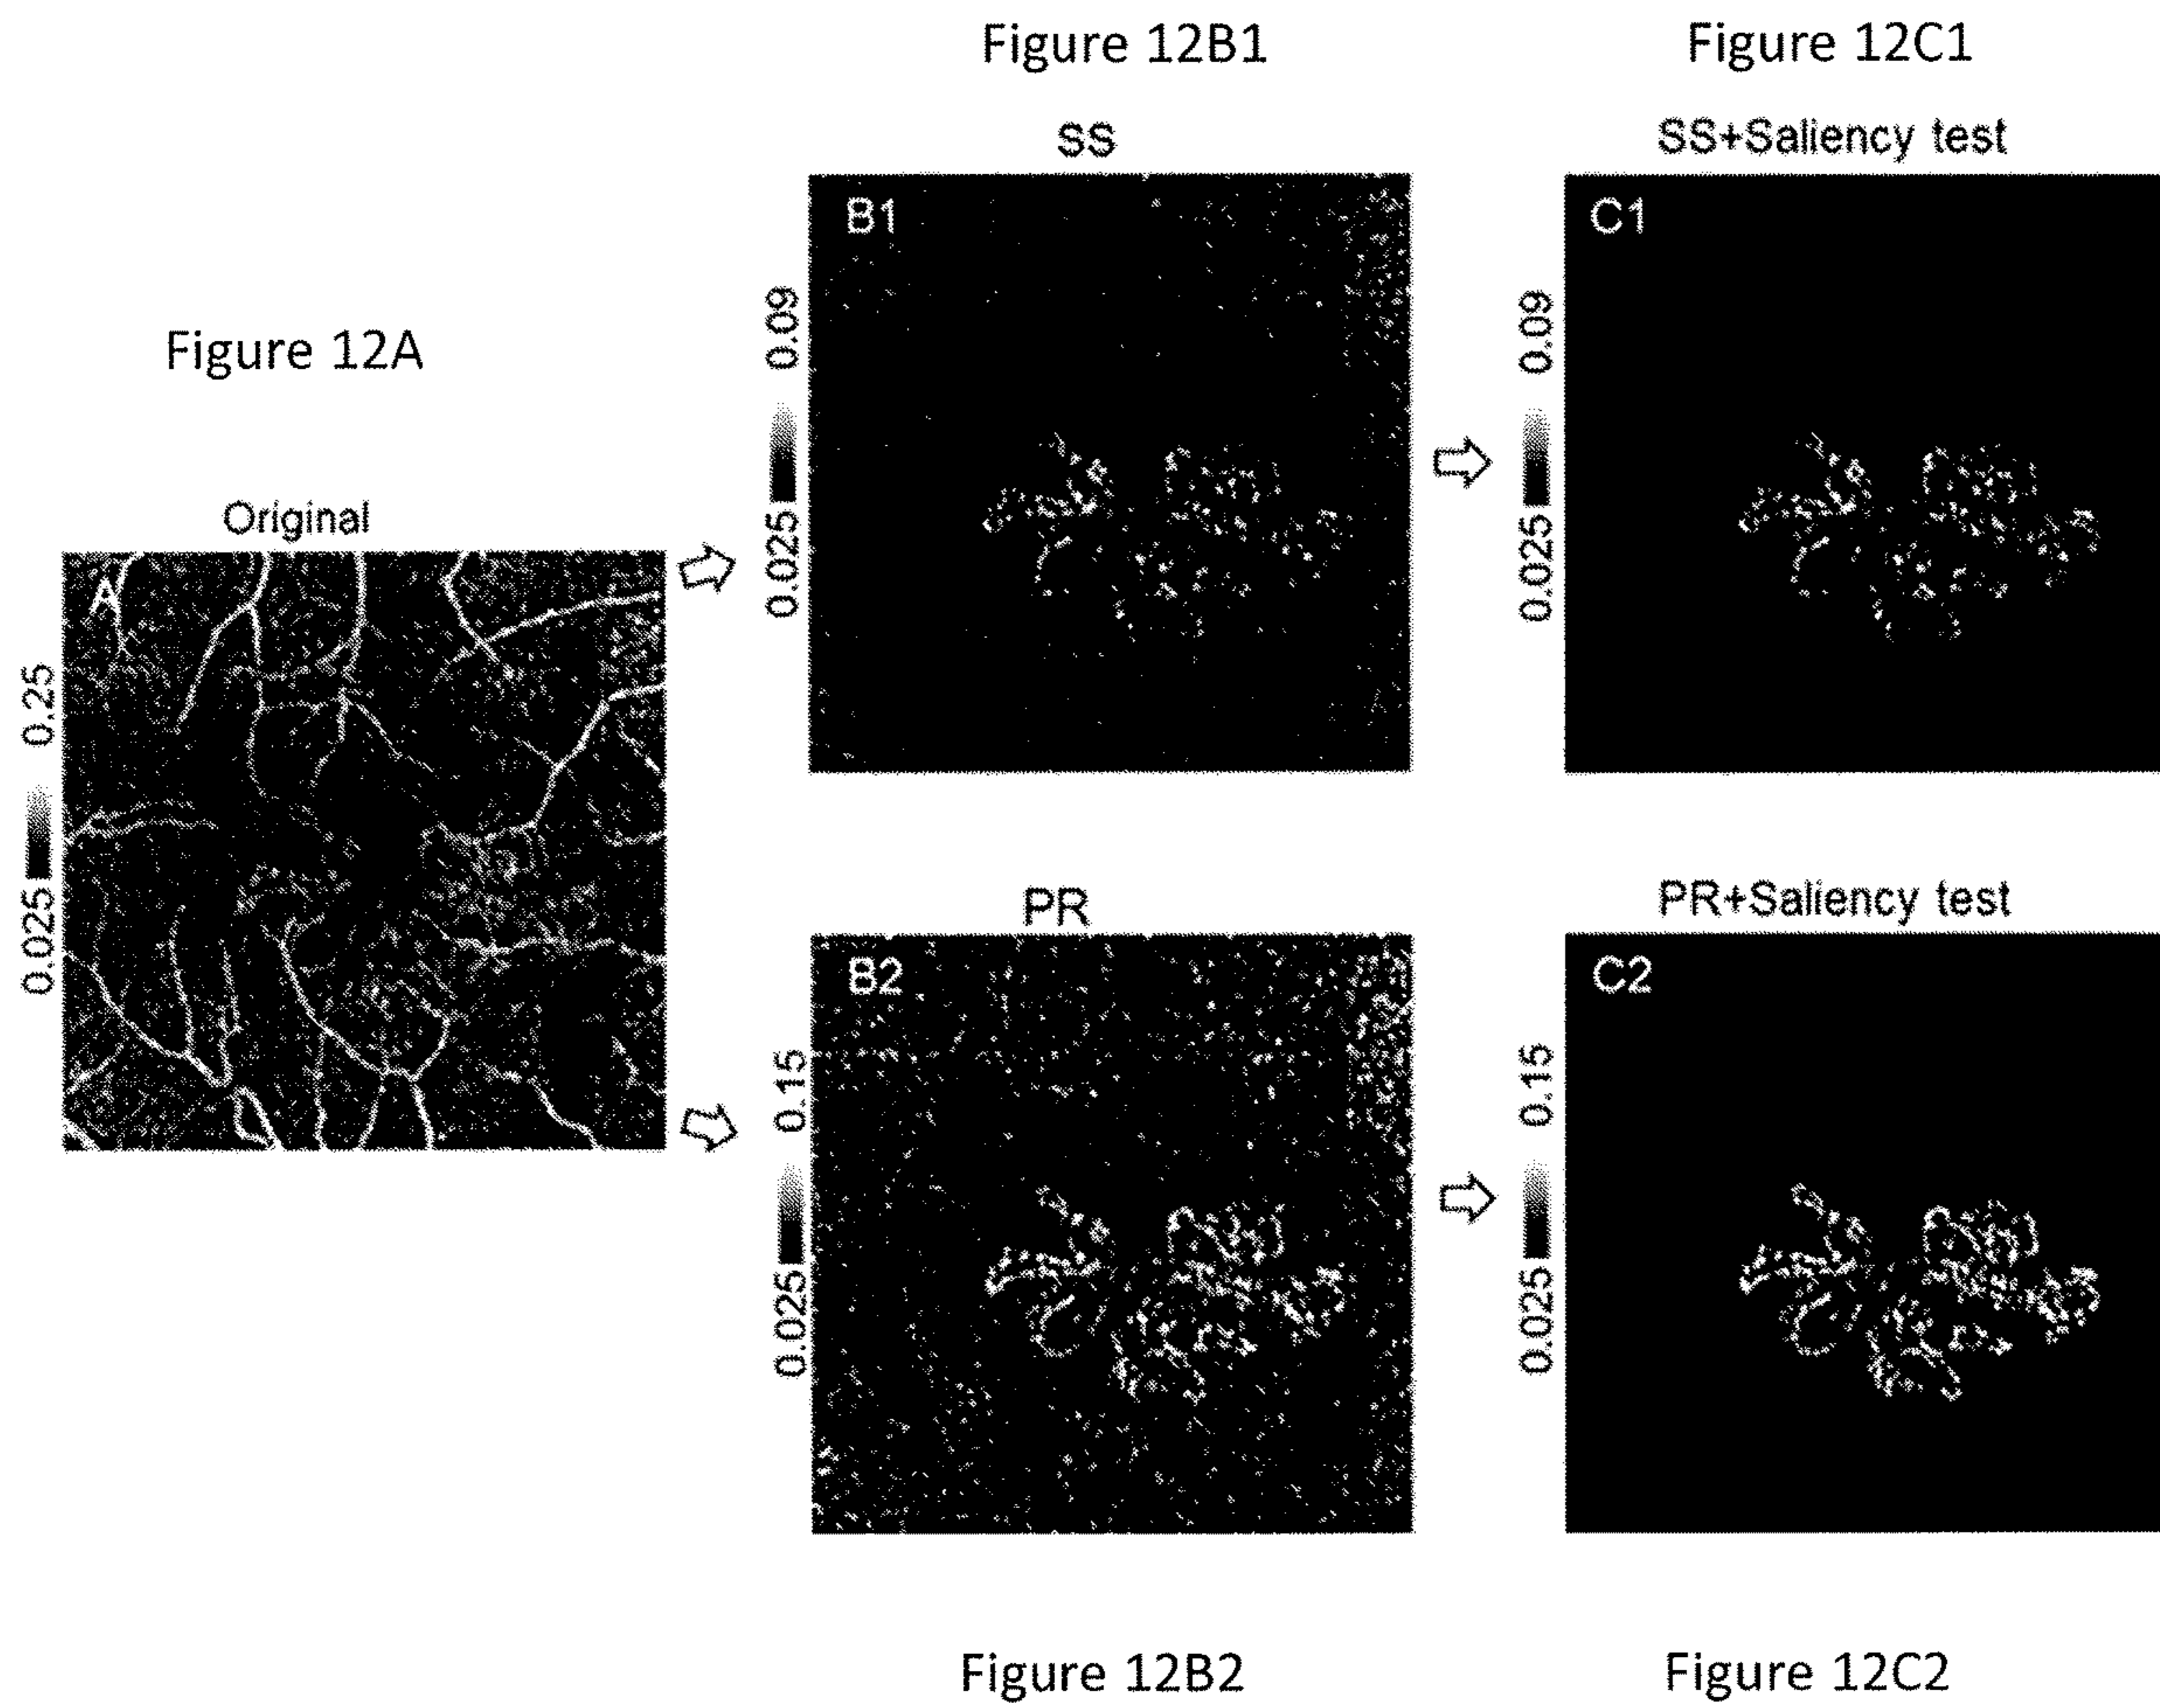 Figure 12B1
Figure 12C1
SS
SS+Saliency test
B1
C1
0.09
0.025
0.09
0.025
Figure 12A
Original
A
0.25
0.025
PR
PR+Saliency test
B2
C2
0.15
0.025
0.15
0.025
Figure 12B2
Figure 12C2